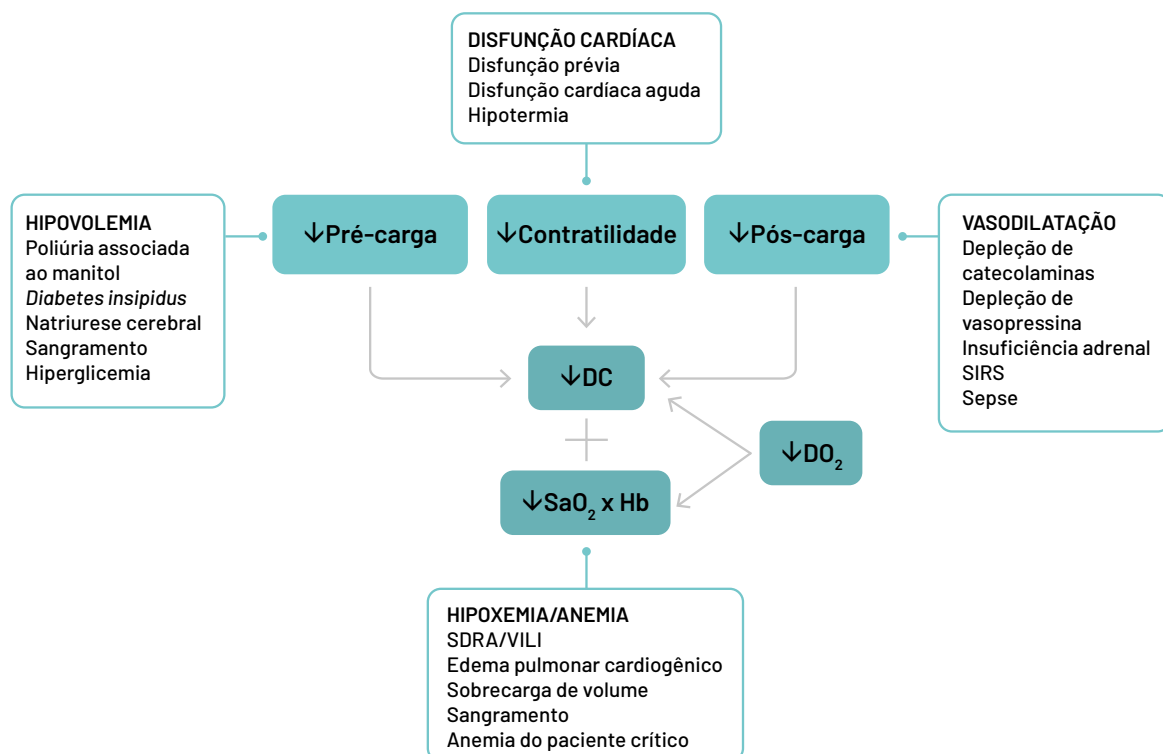 DISFUNÇÃO CARDÍACA
Disfunção prévia
Disfunção cardíaca aguda
Hipotermia
HIPOVOLEMIA
Poliúria associada
ao manitol
Diabetes insipidus
Natriurese cerebral
Sangramento
Hiperglicemia
↓Pré-carga
↓Contratilidade
↓Pós-carga
VASODILATAÇÃO
Depleção de
catecolaminas
Depleção de
vasopressina
Insuficiência adrenal
SIRS
Sepse
↓DC
↓DO₂
↓SaO₂ x Hb
HIPOXEMIA/ANEMIA
SDRA/VILI
Edema pulmonar cardiogênico
Sobrecarga de volume
Sangramento
Anemia do paciente crítico